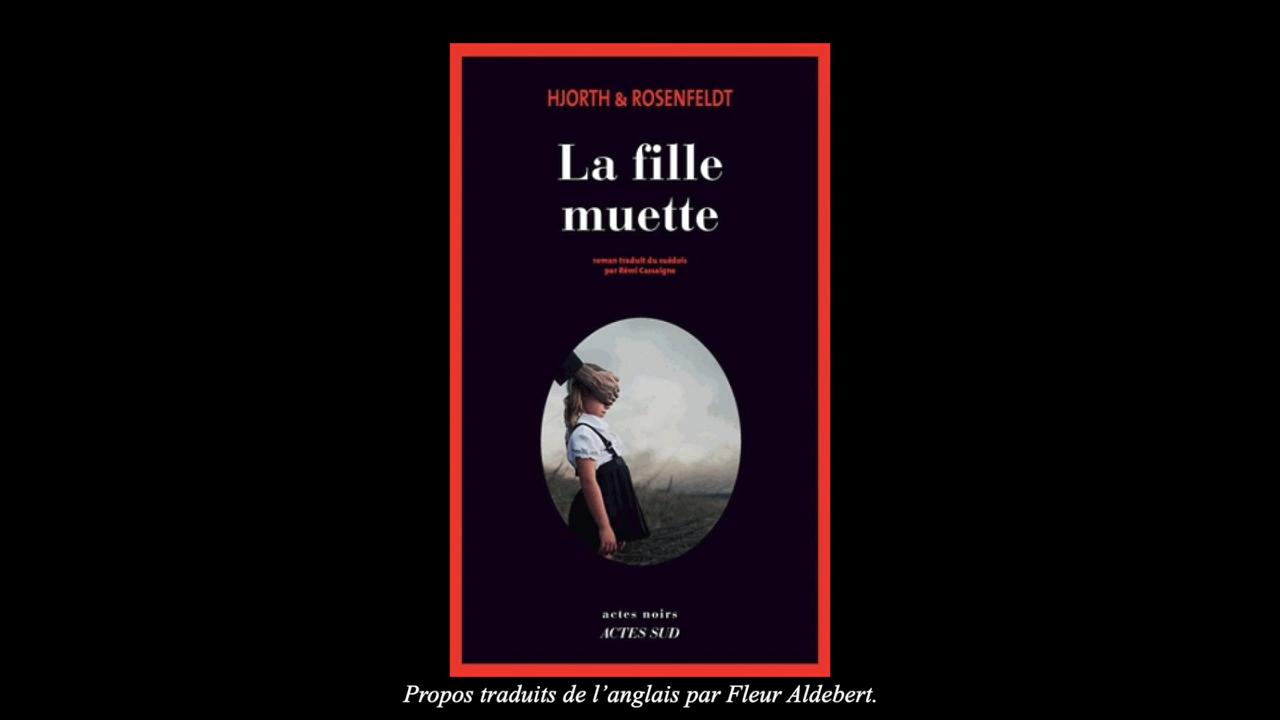 HJORTH & ROSENFELDT
La fille
muette
roman traduit du suédois
par Rémi Cassaigne
actes noirs
ACTES SUD
Propos traduits de l’anglais par Fleur Aldebert.